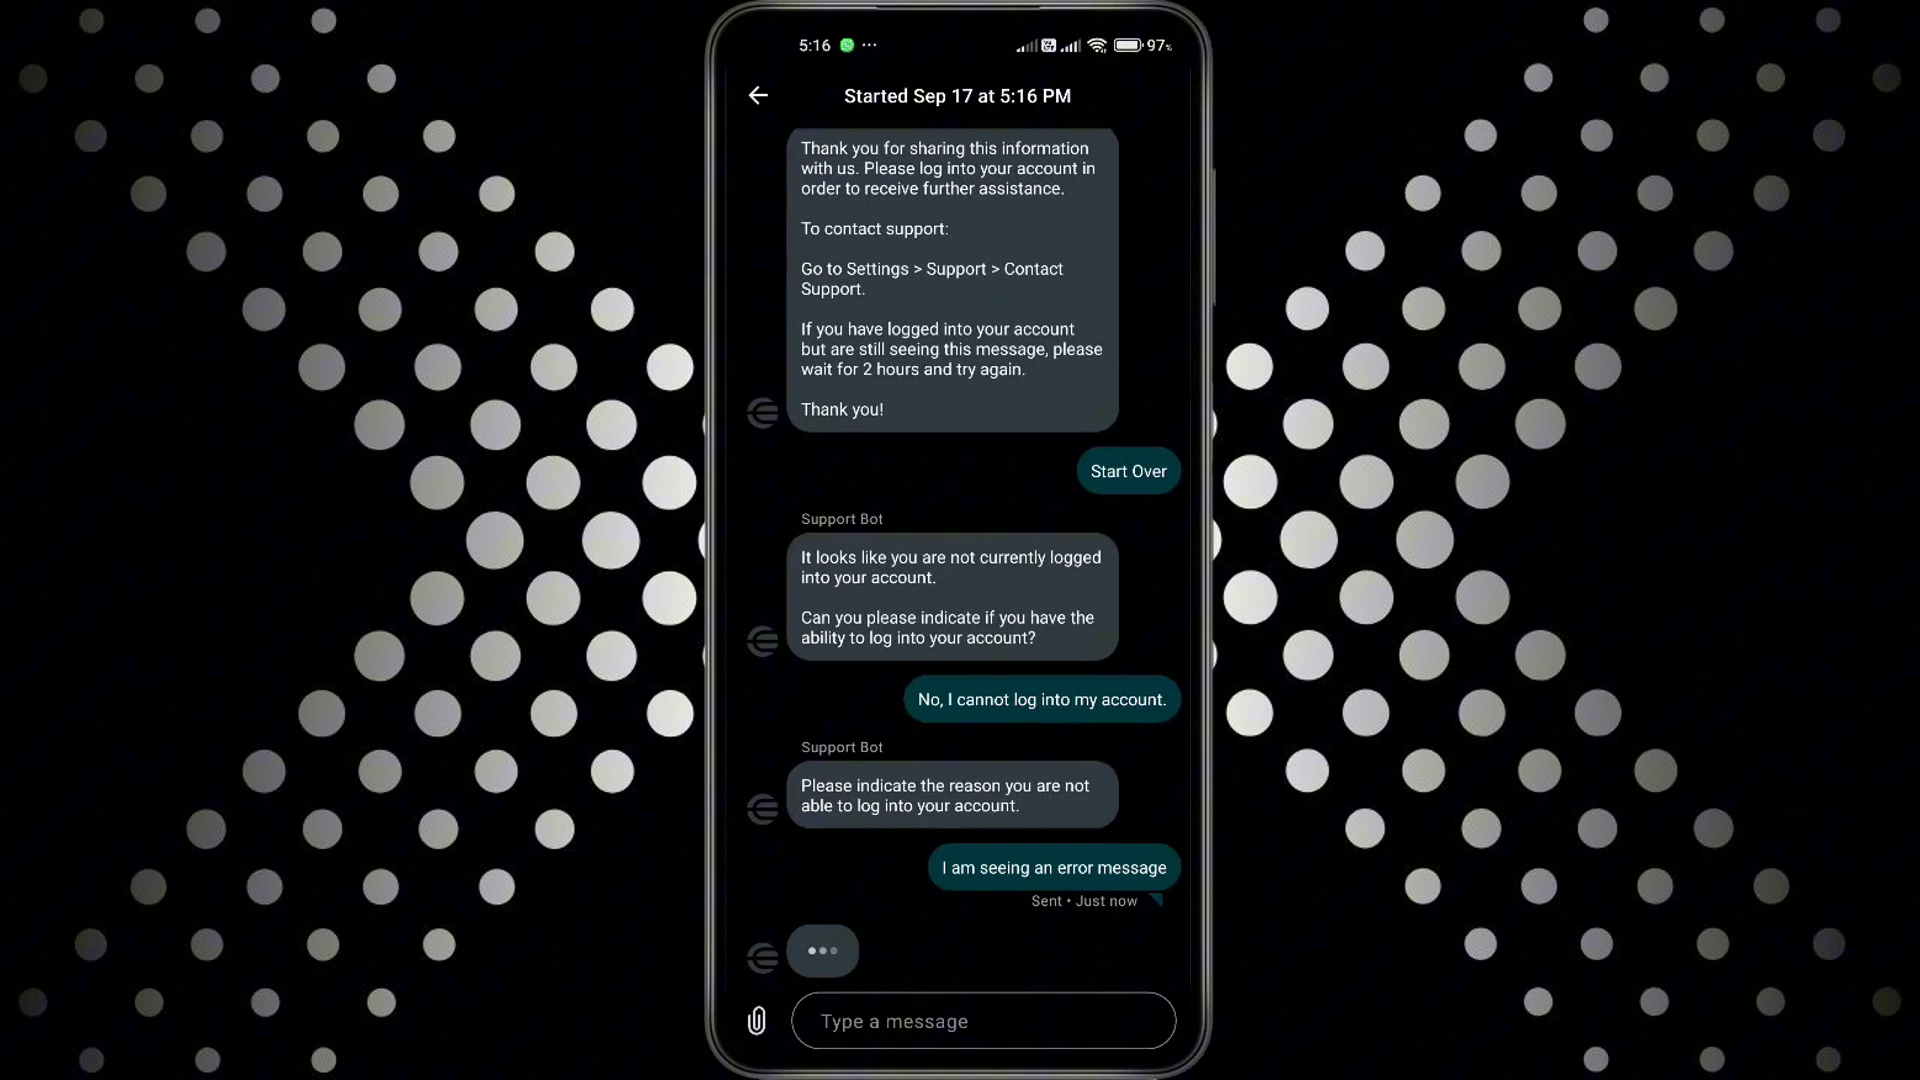 5:16
97%
Started Sep 17 at 5:16 PM
Thank you for sharing this information
with us. Please log into your account in
order to receive further assistance.
To contact support:
Go to Settings > Support > Contact
Support.
If you have logged into your account
but are still seeing this message, please
wait for 2 hours and try again.
Thank you!
Start Over
Support Bot
It looks like you are not currently logged
into your account.
Can you please indicate if you have the
ability to log into your account?
No, I cannot log into my account.
Support Bot
Please indicate the reason you are not
able to log into your account.
I am seeing an error message
Sent • Just now
Type a message